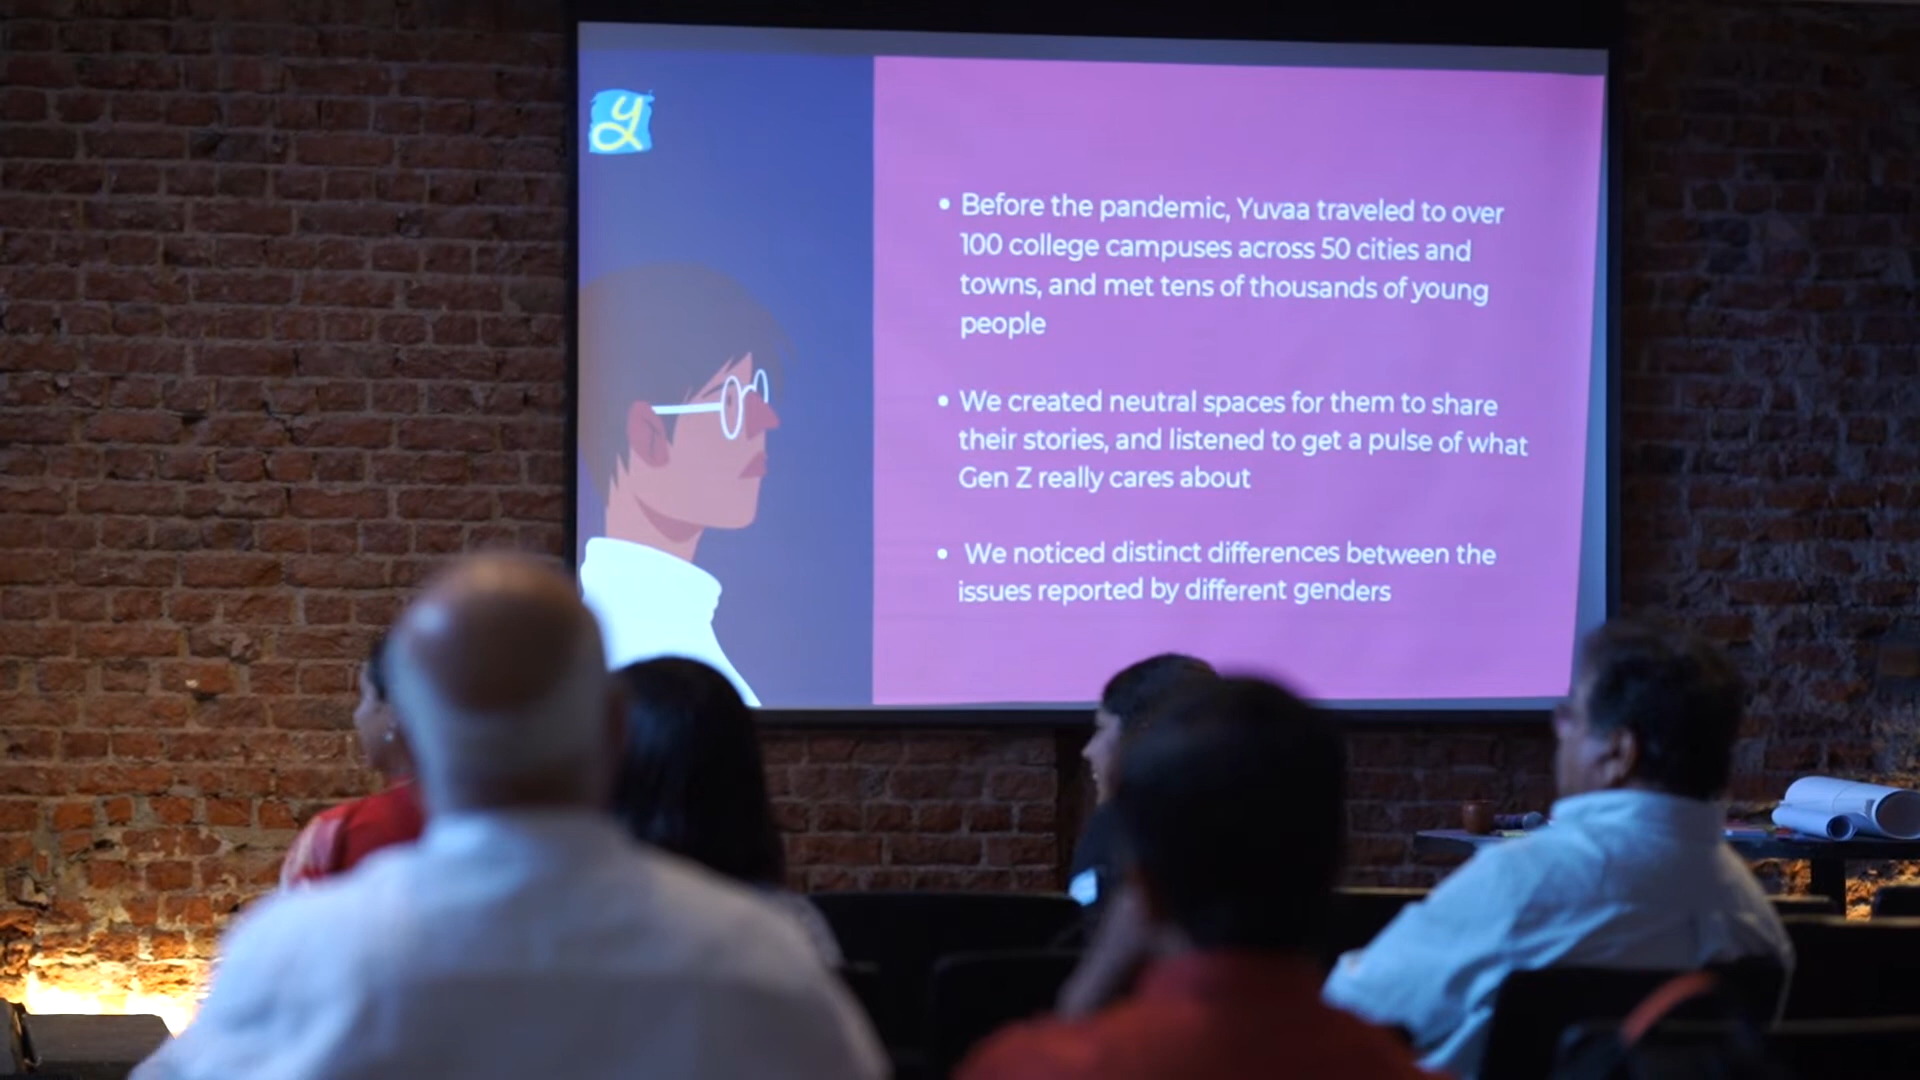 y
• Before the pandemic, Yuvaa traveled to over
100 college campuses across 50 cities and
towns, and met tens of thousands of young
people
• We created neutral spaces for them to share
their stories, and listened to get a pulse of what
Gen Z really cares about
• We noticed distinct differences between the
issues reported by different genders